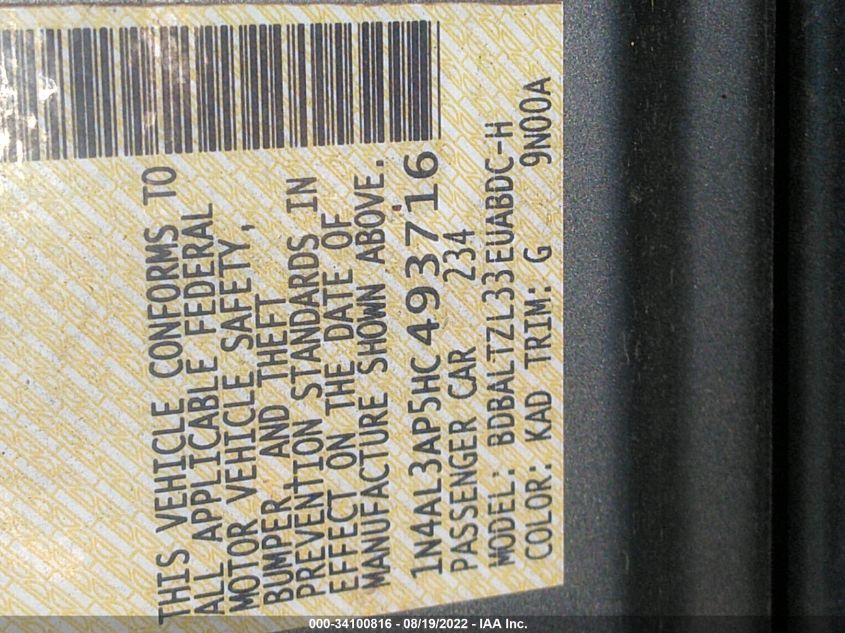 THIS VEHICLE CONFORMS TO
ALL APPLICABLE FEDERAL
MOTOR VEHICLE SAFETY,
BUMPER, AND THEFT
PREVENTION STANDARDS IN
EFFECT ON THE DATE OF
MANUFACTURE SHOWN ABOVE.
1N4AL3AP5HC493716
PASSENGER CAR 234
MODEL: BDBALTZL33EUABDC-H
COLOR: KAD TRIM: G 9N00A
000-34100816 - 08/19/2022 - IAA Inc.